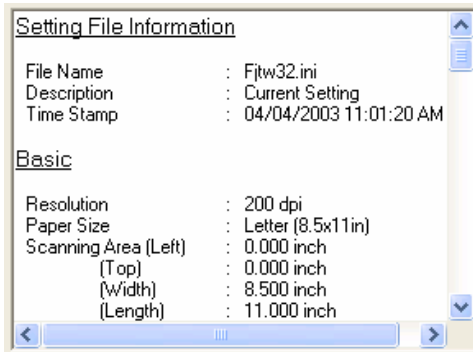 Setting File Information
File Name : Fjtw32.ini
Description : Current Setting
Time Stamp : 04/04/2003 11:01:20 AM
Basic
Resolution : 200 dpi
Paper Size : Letter (8.5x11in)
Scanning Area (Left) : 0.000 inch
(Top) : 0.000 inch
(Width) : 8.500 inch
(Length) : 11.000 inch